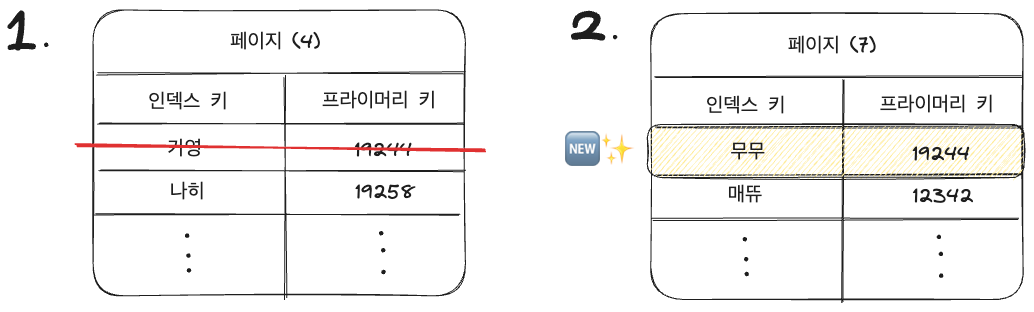 1.
페이지 (4)
인덱스 키 프라이머리 키
가영 19244
나히 19258
2.
페이지 (7)
인덱스 키 프라이머리 키
NEW 무무 19244
매뜌 12342